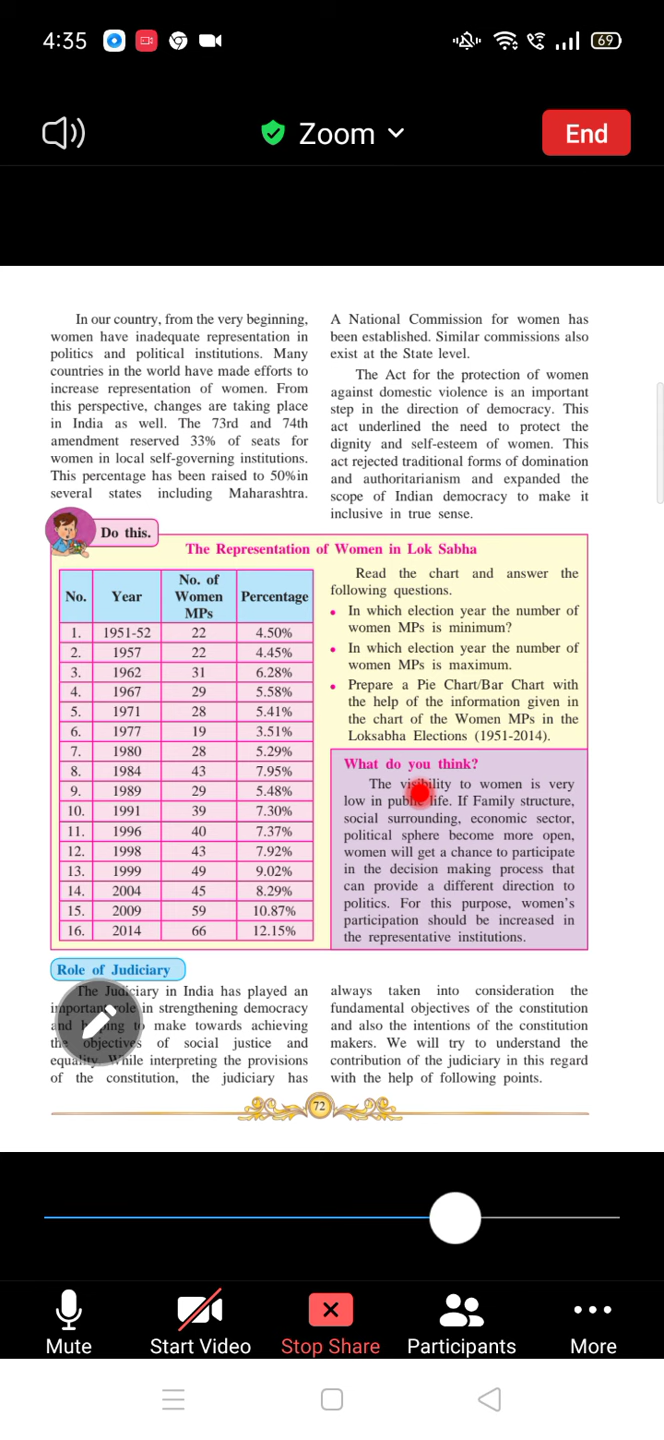 4:35
69
Zoom
End
In our country, from the very beginning,
women have inadequate representation in
politics and political institutions. Many
countries in the world have made efforts to
increase representation of women. From
this perspective, changes are taking place
in India as well. The 73rd and 74th
amendment reserved 33% of seats for
women in local self-governing institutions.
This percentage has been raised to 50%in
several states including Maharashtra.
A National Commission for women has
been established. Similar commissions also
exist at the State level.
The Act for the protection of women
against domestic violence is an important
step in the direction of democracy. This
act underlined the need to protect the
dignity and self-esteem of women. This
act rejected traditional forms of domination
and authoritarianism and expanded the
scope of Indian democracy to make it
inclusive in true sense.
Do this.
The Representation of Women in Lok Sabha
No. Year No. of Women MPs Percentage
1. 1951-52 22 4.50%
2. 1957 22 4.45%
3. 1962 31 6.28%
4. 1967 29 5.58%
5. 1971 28 5.41%
6. 1977 19 3.51%
7. 1980 28 5.29%
8. 1984 43 7.95%
9. 1989 29 5.48%
10. 1991 39 7.30%
11. 1996 40 7.37%
12. 1998 43 7.92%
13. 1999 49 9.02%
14. 2004 45 8.29%
15. 2009 59 10.87%
16. 2014 66 12.15%
Read the chart and answer the
following questions.
• In which election year the number of
women MPs is minimum?
• In which election year the number of
women MPs is maximum.
• Prepare a Pie Chart/Bar Chart with
the help of the information given in
the chart of the Women MPs in the
Loksabha Elections (1951-2014).
What do you think?
The visibility to women is very
low in public life. If Family structure,
social surrounding, economic sector,
political sphere become more open,
women will get a chance to participate
in the decision making process that
can provide a different direction to
politics. For this purpose, women's
participation should be increased in
the representative institutions.
Role of Judiciary
The Judiciary in India has played an
important role in strengthening democracy
and helping to make towards achieving
the objectives of social justice and
equality. While interpreting the provisions
of the constitution, the judiciary has
always taken into consideration the
fundamental objectives of the constitution
and also the intentions of the constitution
makers. We will try to understand the
contribution of the judiciary in this regard
with the help of following points.
72
Mute
Start Video
Stop Share
Participants
More